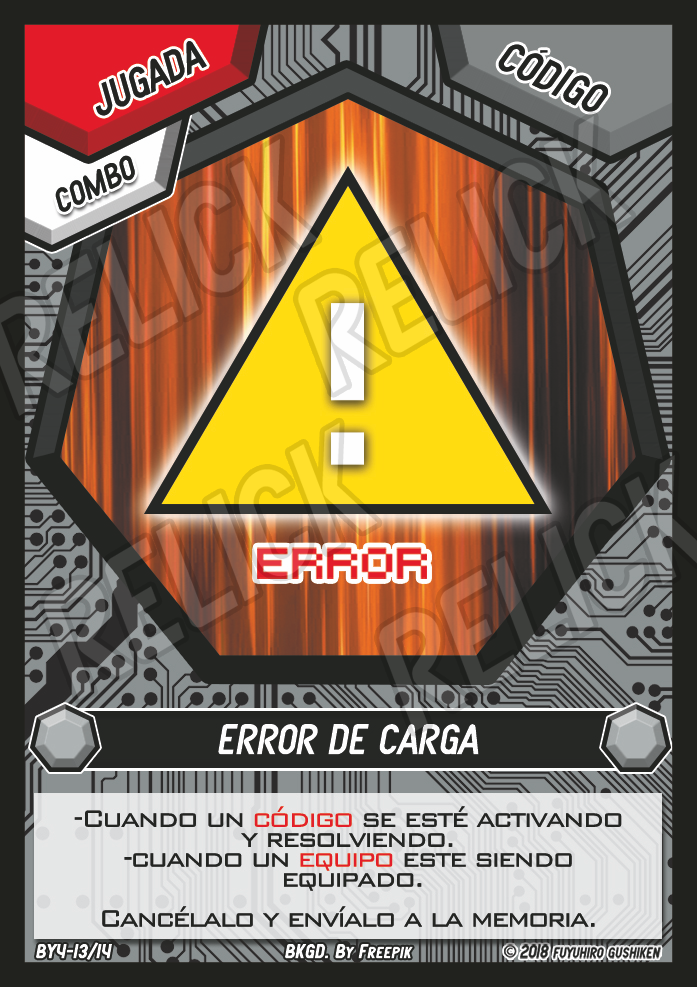 JUGADA
CÓDIGO
COMBO
RELICK
RELICK
!
ERROR
RELICK
RELICK
ERROR DE CARGA
-CUANDO UN CÓDIGO SE ESTÉ ACTIVANDO
Y RESOLVIENDO.
-CUANDO UN EQUIPO ESTE SIENDO
EQUIPADO.
CANCÉLALO Y ENVÍALO A LA MEMORIA.
BY4-13/14
BKGD. BY FREEPIK
© 2018 FUYUHIRO GUSHIKEN